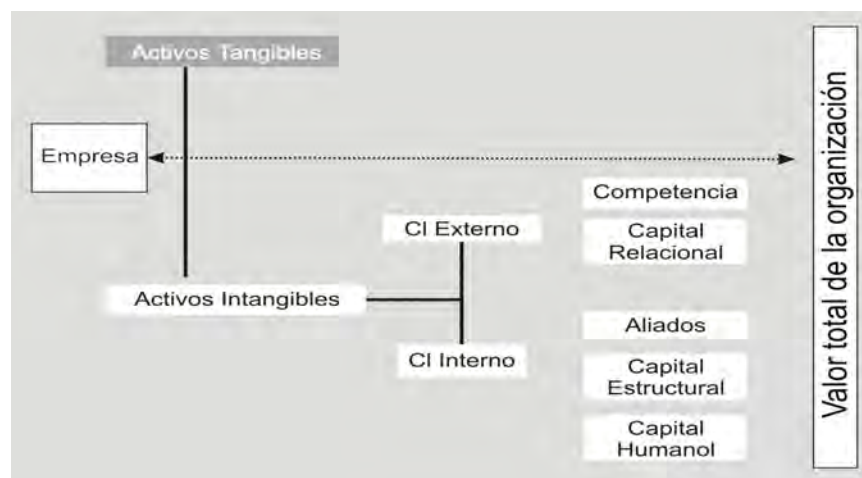 Activos Tangibles
Empresa
Competencia
CI Externo
Capital
Relacional
Activos Intangibles
Aliados
CI Interno
Capital
Estructural
Capital
Humanol
Valor total de la organización